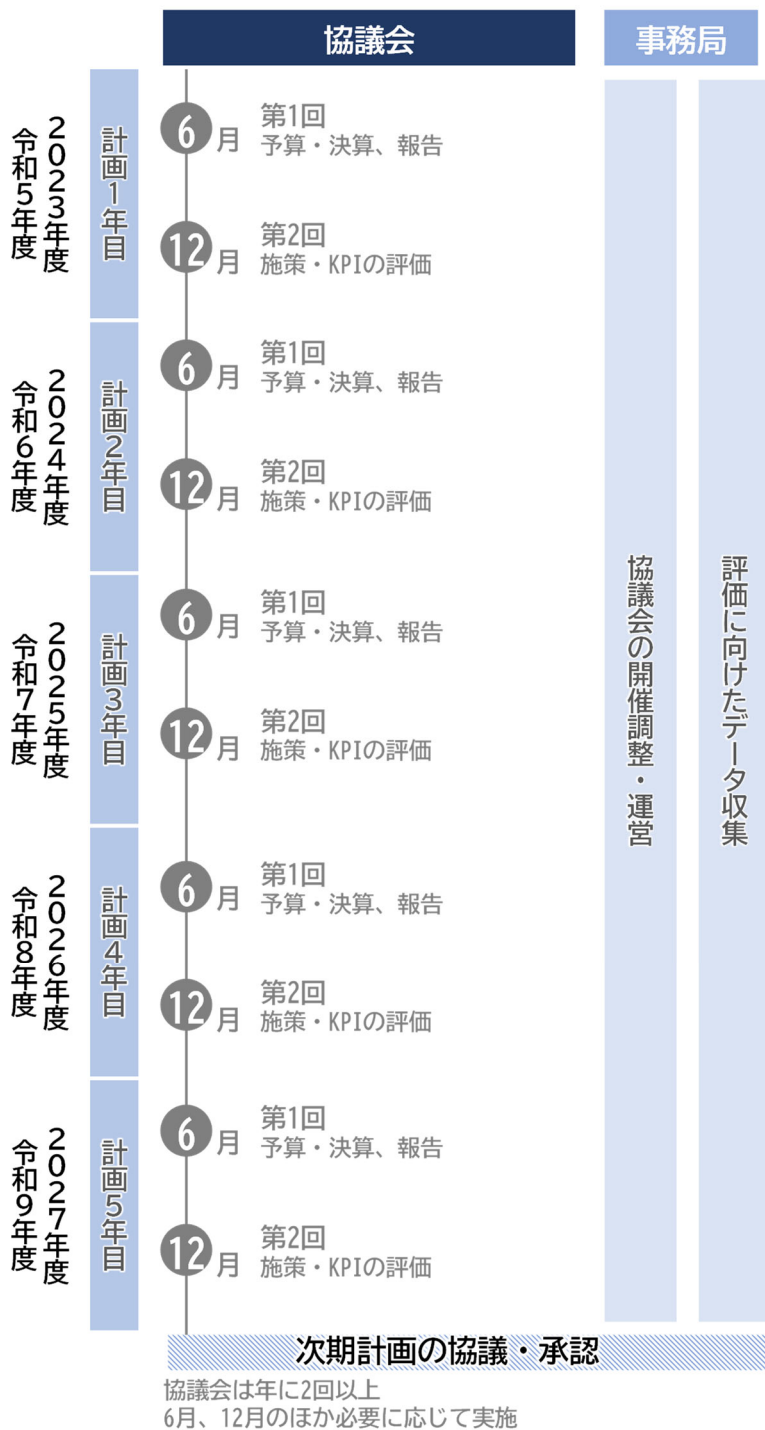 協議会
事務局
2023年度
令和5年度
計画1年目
6月
第1回
予算・決算、報告
12月
第2回
施策・KPIの評価
2024年度
令和6年度
計画2年目
6月
第1回
予算・決算、報告
12月
第2回
施策・KPIの評価
2025年度
令和7年度
計画3年目
6月
第1回
予算・決算、報告
12月
第2回
施策・KPIの評価
2026年度
令和8年度
計画4年目
6月
第1回
予算・決算、報告
12月
第2回
施策・KPIの評価
2027年度
令和9年度
計画5年目
6月
第1回
予算・決算、報告
12月
第2回
施策・KPIの評価
協議会の開催調整・運営
評価に向けたデータ収集
次期計画の協議・承認
協議会は年に2回以上
6月、12月のほか必要に応じて実施